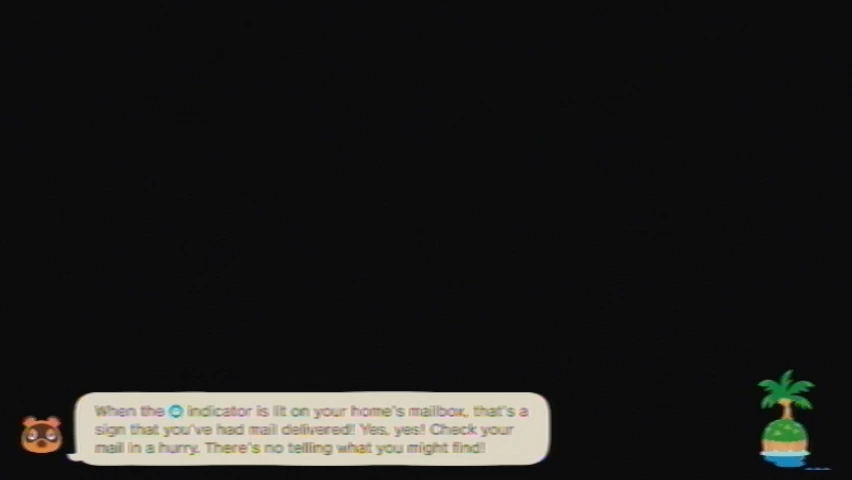 When the indicator is lit on your home's mailbox, that's a
sign that you've had mail delivered! Yes, yes! Check your
mail in a hurry. There's no telling what you might find!